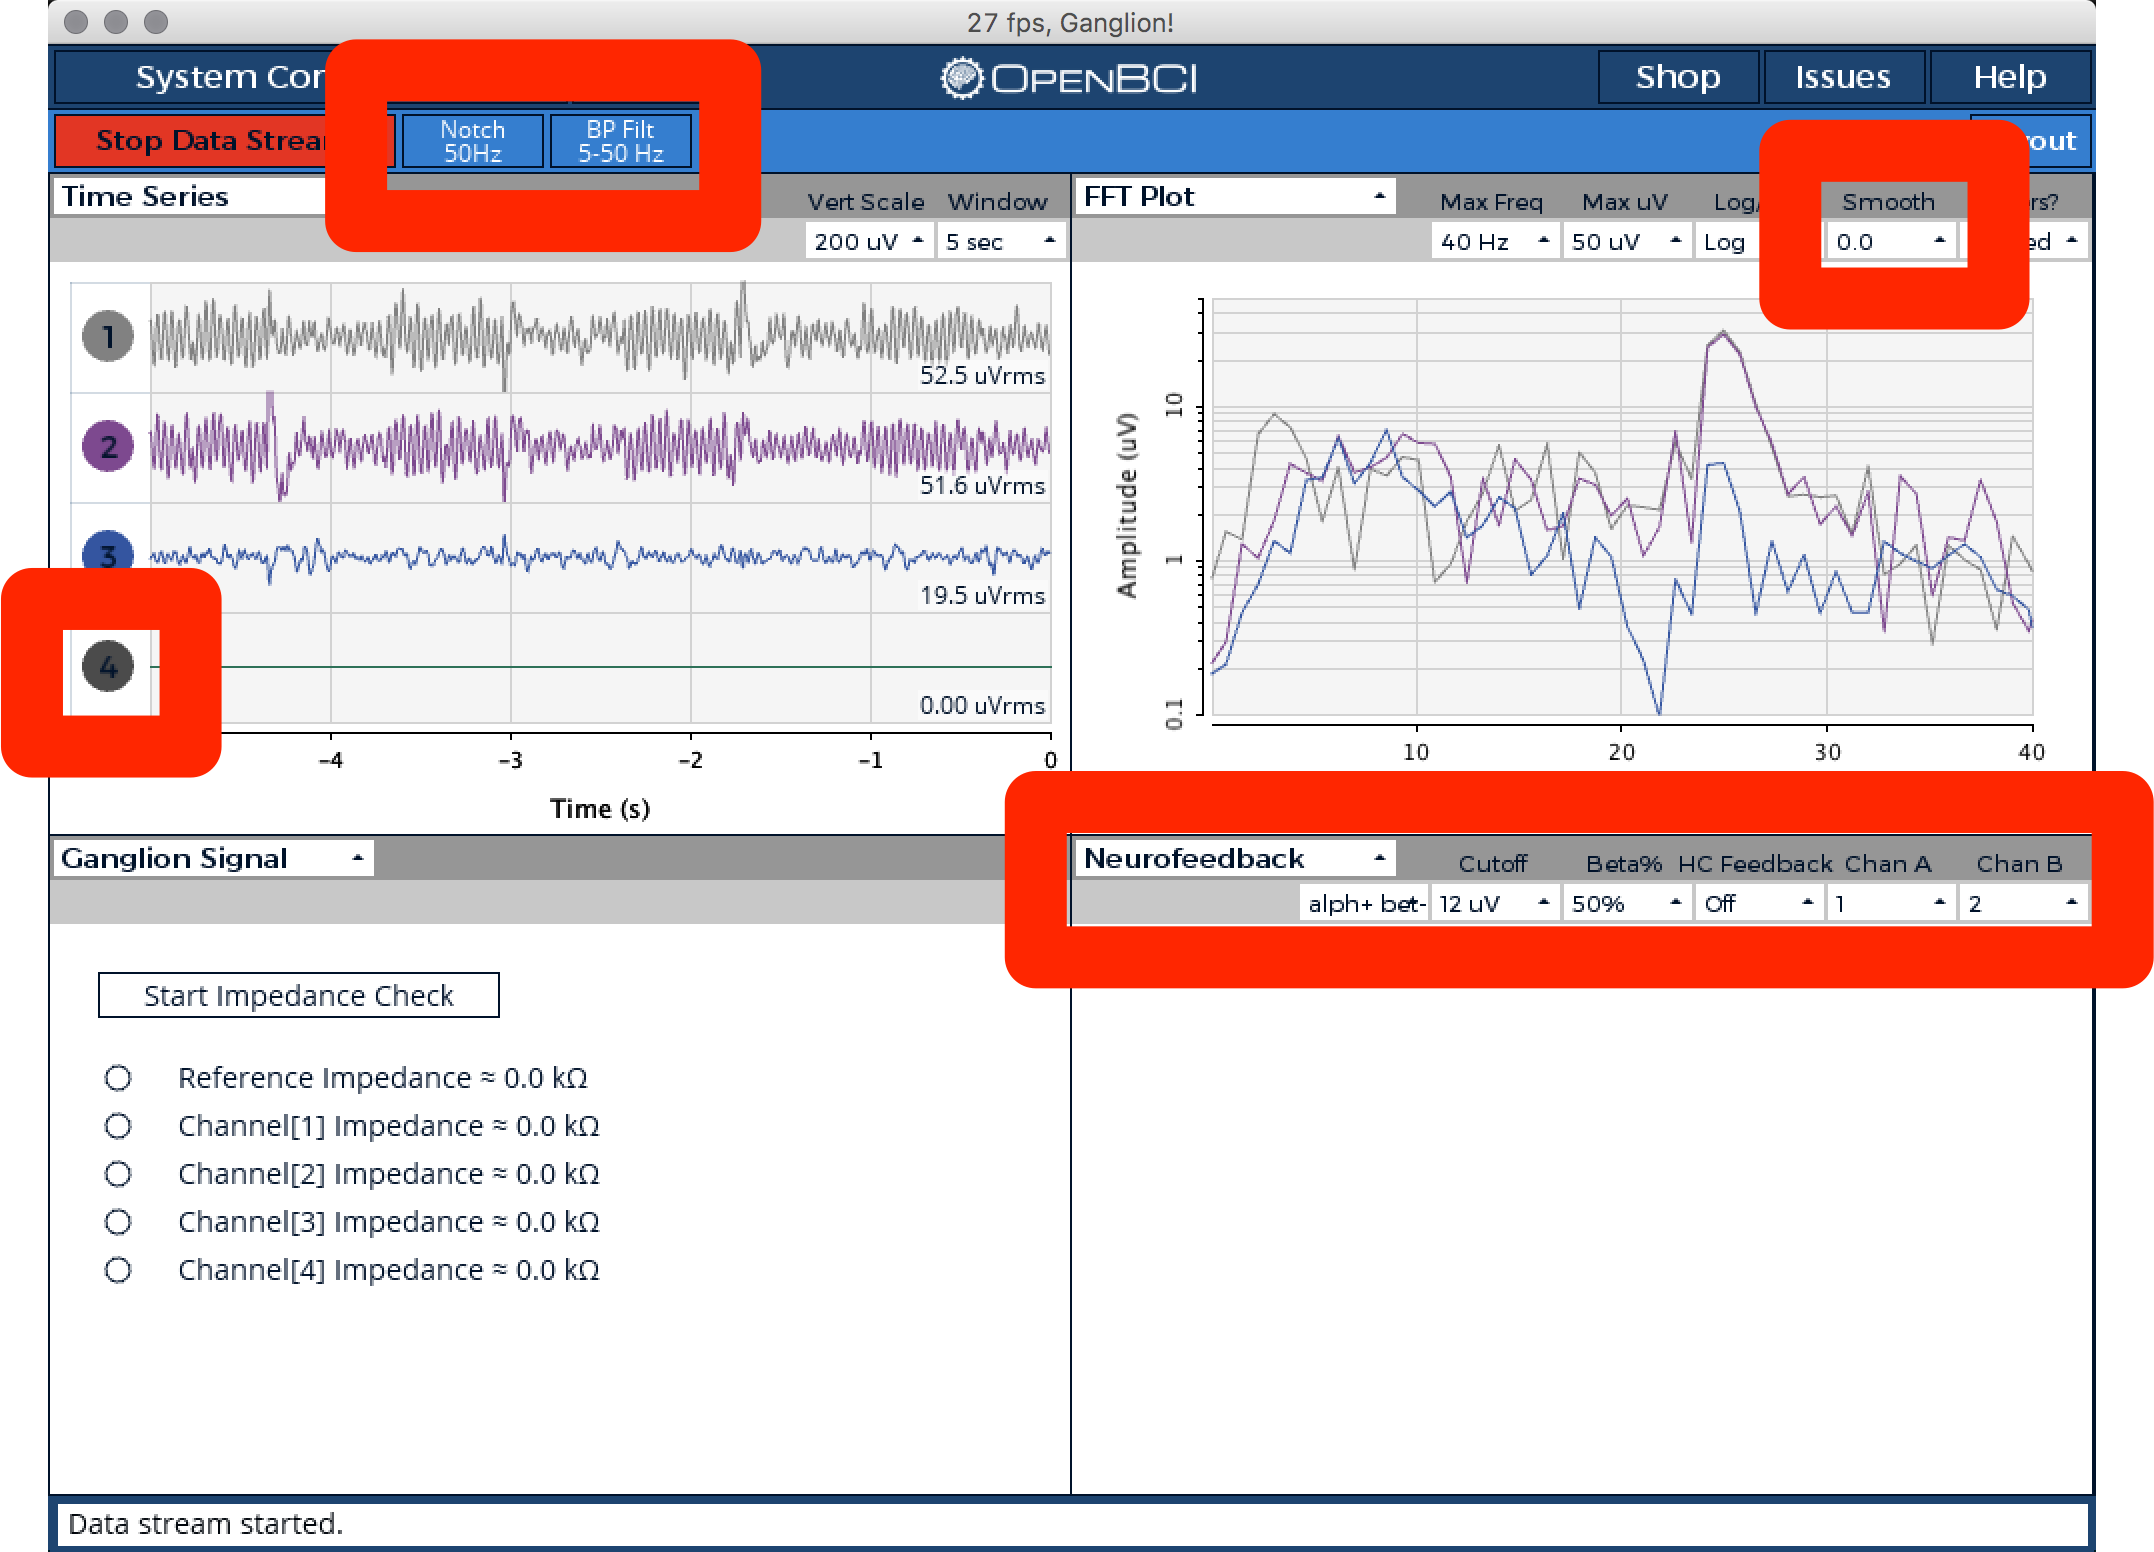 27 fps, Ganglion!
System Con
OPENBCI
Shop
Issues
Help
Stop Data Strea
Notch
50Hz
BP Filt
5-50 Hz
out
Time Series
Vert Scale
Window
200 uV
5 sec
1
52.5 uVrms
2
51.6 uVrms
3
19.5 uVrms
4
0.00 uVrms
-4
-3
-2
-1
0
Time (s)
FFT Plot
Max Freq
Max uV
Log/
Smooth
rs?
40 Hz
50 uV
Log
0.0
ed
Amplitude (uV)
10
1
0.1
10
20
30
40
Ganglion Signal
Start Impedance Check
Reference Impedance ≈ 0.0 kΩ
Channel[1] Impedance ≈ 0.0 kΩ
Channel[2] Impedance ≈ 0.0 kΩ
Channel[3] Impedance ≈ 0.0 kΩ
Channel[4] Impedance ≈ 0.0 kΩ
Neurofeedback
Cutoff
Beta%
HC Feedback
Chan A
Chan B
alph+ bet-
12 uV
50%
Off
1
2
Data stream started.